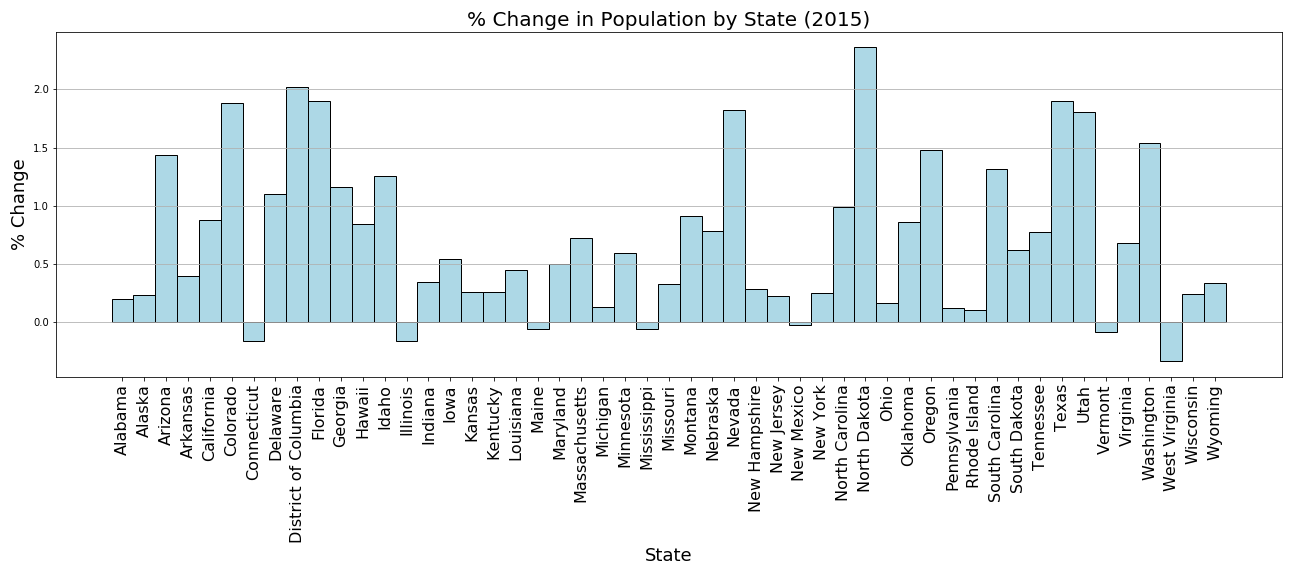 % Change in Population by State (2015)
% Change
2.0
1.5
1.0
0.5
0.0
Alabama
Alaska
Arizona
Arkansas
California
Colorado
Connecticut
Delaware
District of Columbia
Florida
Georgia
Hawaii
Idaho
Illinois
Indiana
Iowa
Kansas
Kentucky
Louisiana
Maine
Maryland
Massachusetts
Michigan
Minnesota
Mississippi
Missouri
Montana
Nebraska
Nevada
New Hampshire
New Jersey
New Mexico
New York
North Carolina
North Dakota
Ohio
Oklahoma
Oregon
Pennsylvania
Rhode Island
South Carolina
South Dakota
Tennessee
Texas
Utah
Vermont
Virginia
Washington
West Virginia
Wisconsin
Wyoming
State